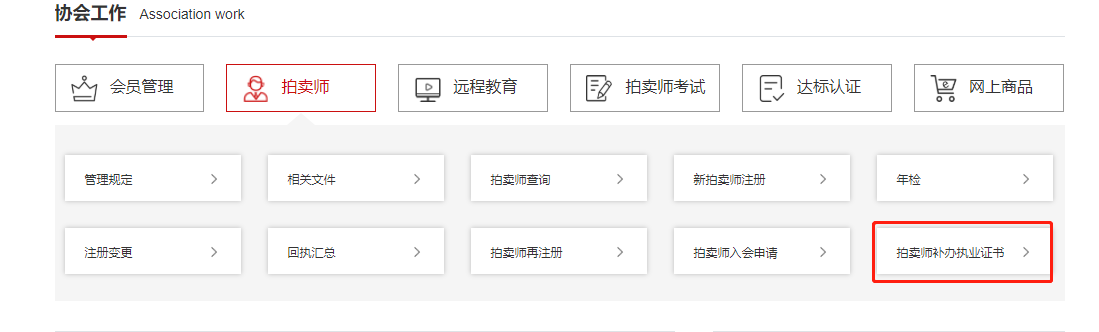 协会工作 Association work
会员管理 拍卖师 远程教育 拍卖师考试 达标认证 网上商品
管理规定 相关文件 拍卖师查询 新拍卖师注册 年检
注册变更 回执汇总 拍卖师再注册 拍卖师入会申请 拍卖师补办执业证书